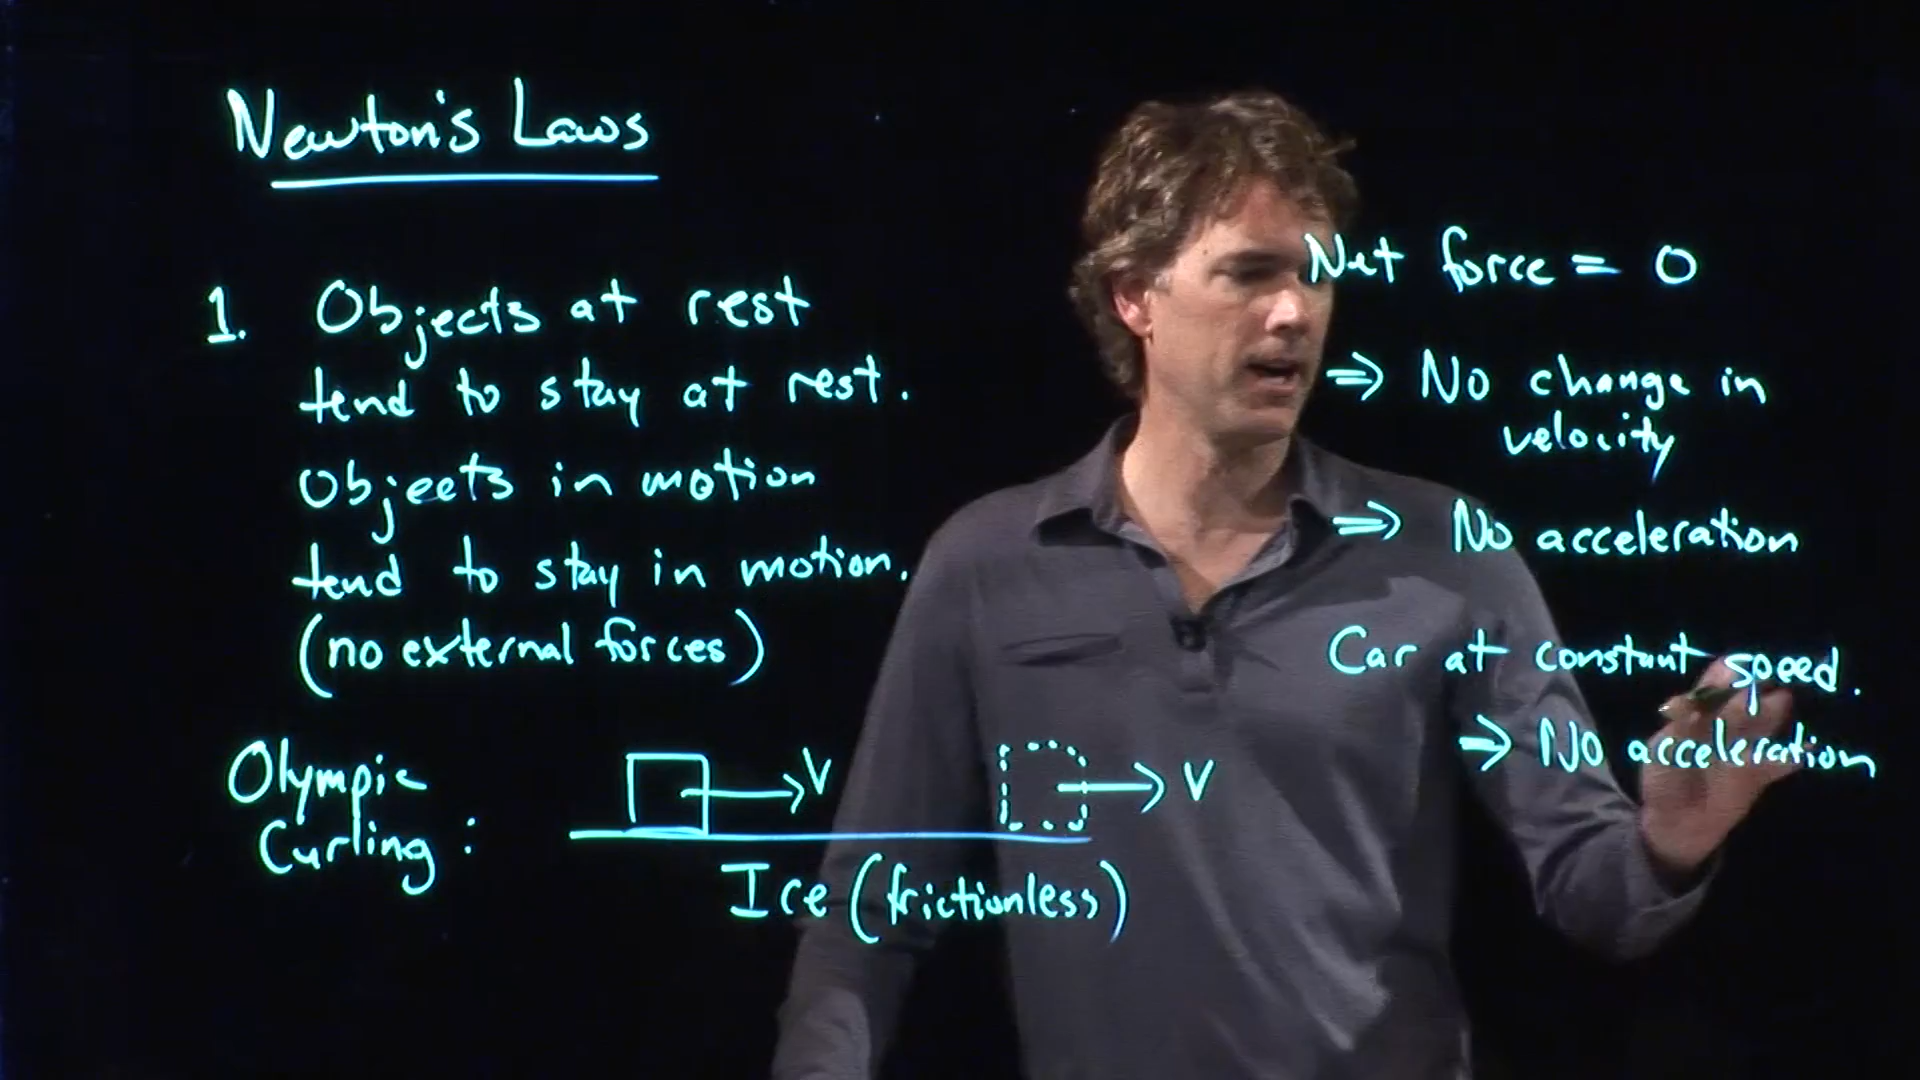 Newton's Laws
1. Objects at rest
tend to stay at rest.
Objects in motion
tend to stay in motion.
(no external forces)
Olympic
Curling:
V
V
Ice (frictionless)
Net force = 0
⇒ No change in
velocity
⇒ No acceleration
Car at constant speed.
⇒ No acceleration